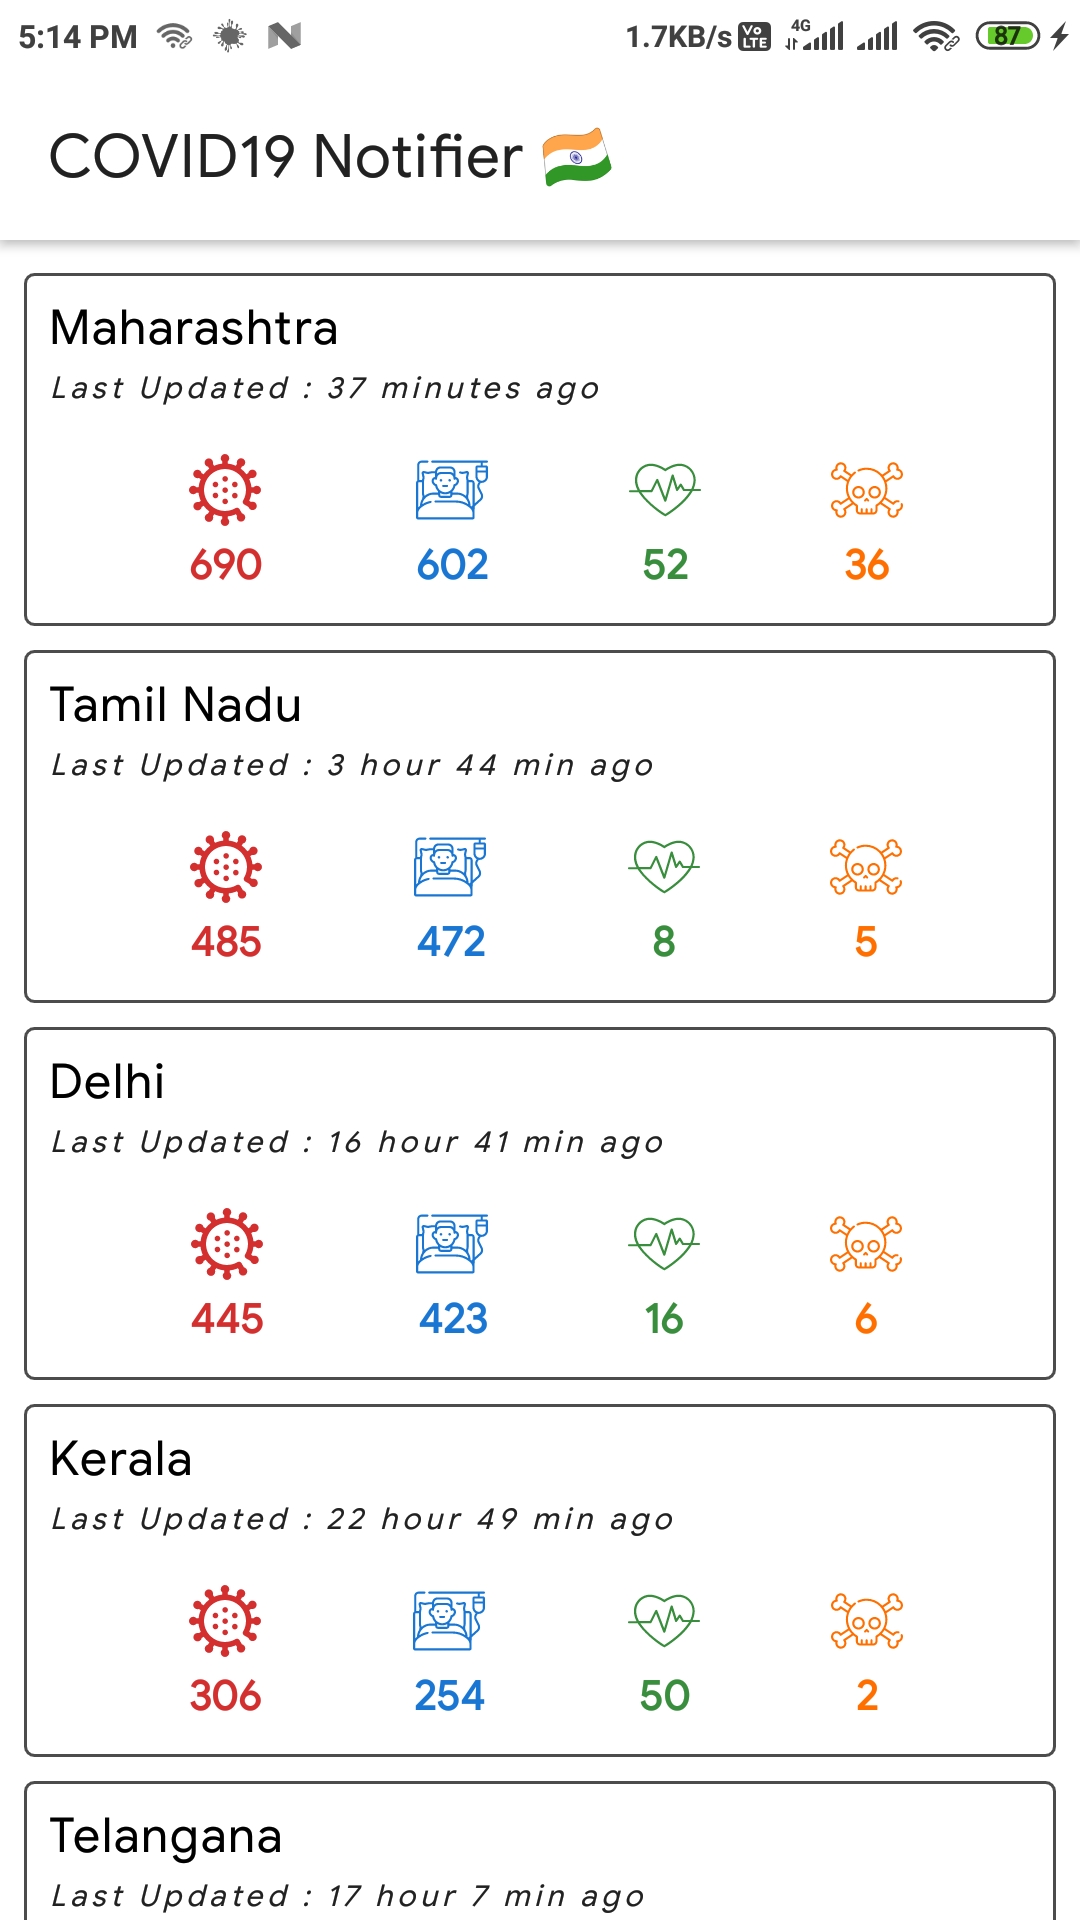 5:14 PM 1.7KB/s Vo LTE 4G 87
COVID19 Notifier
Maharashtra
Last Updated : 37 minutes ago
690 602 52 36
Tamil Nadu
Last Updated : 3 hour 44 min ago
485 472 8 5
Delhi
Last Updated : 16 hour 41 min ago
445 423 16 6
Kerala
Last Updated : 22 hour 49 min ago
306 254 50 2
Telangana
Last Updated : 17 hour 7 min ago